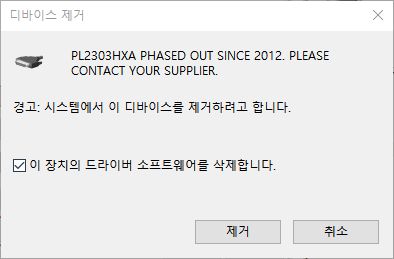 디바이스 제거
PL2303HXA PHASED OUT SINCE 2012. PLEASE
CONTACT YOUR SUPPLIER.
경고: 시스템에서 이 디바이스를 제거하려고 합니다.
이 장치의 드라이버 소프트웨어를 삭제합니다.
제거
취소